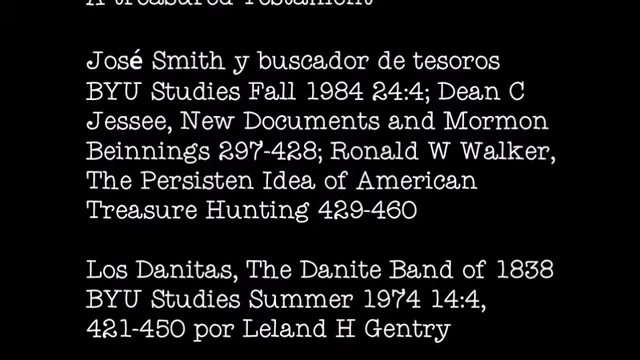 A treasured Testament
José Smith y buscador de tesoros
BYU Studies Fall 1984 24:4; Dean C
Jessee, New Documents and Mormon
Beinnings 297-428; Ronald W Walker,
The Persisten Idea of American
Treasure Hunting 429-460
Los Danitas, The Danite Band of 1838
BYU Studies Summer 1974 14:4,
421-450 por Leland H Gentry